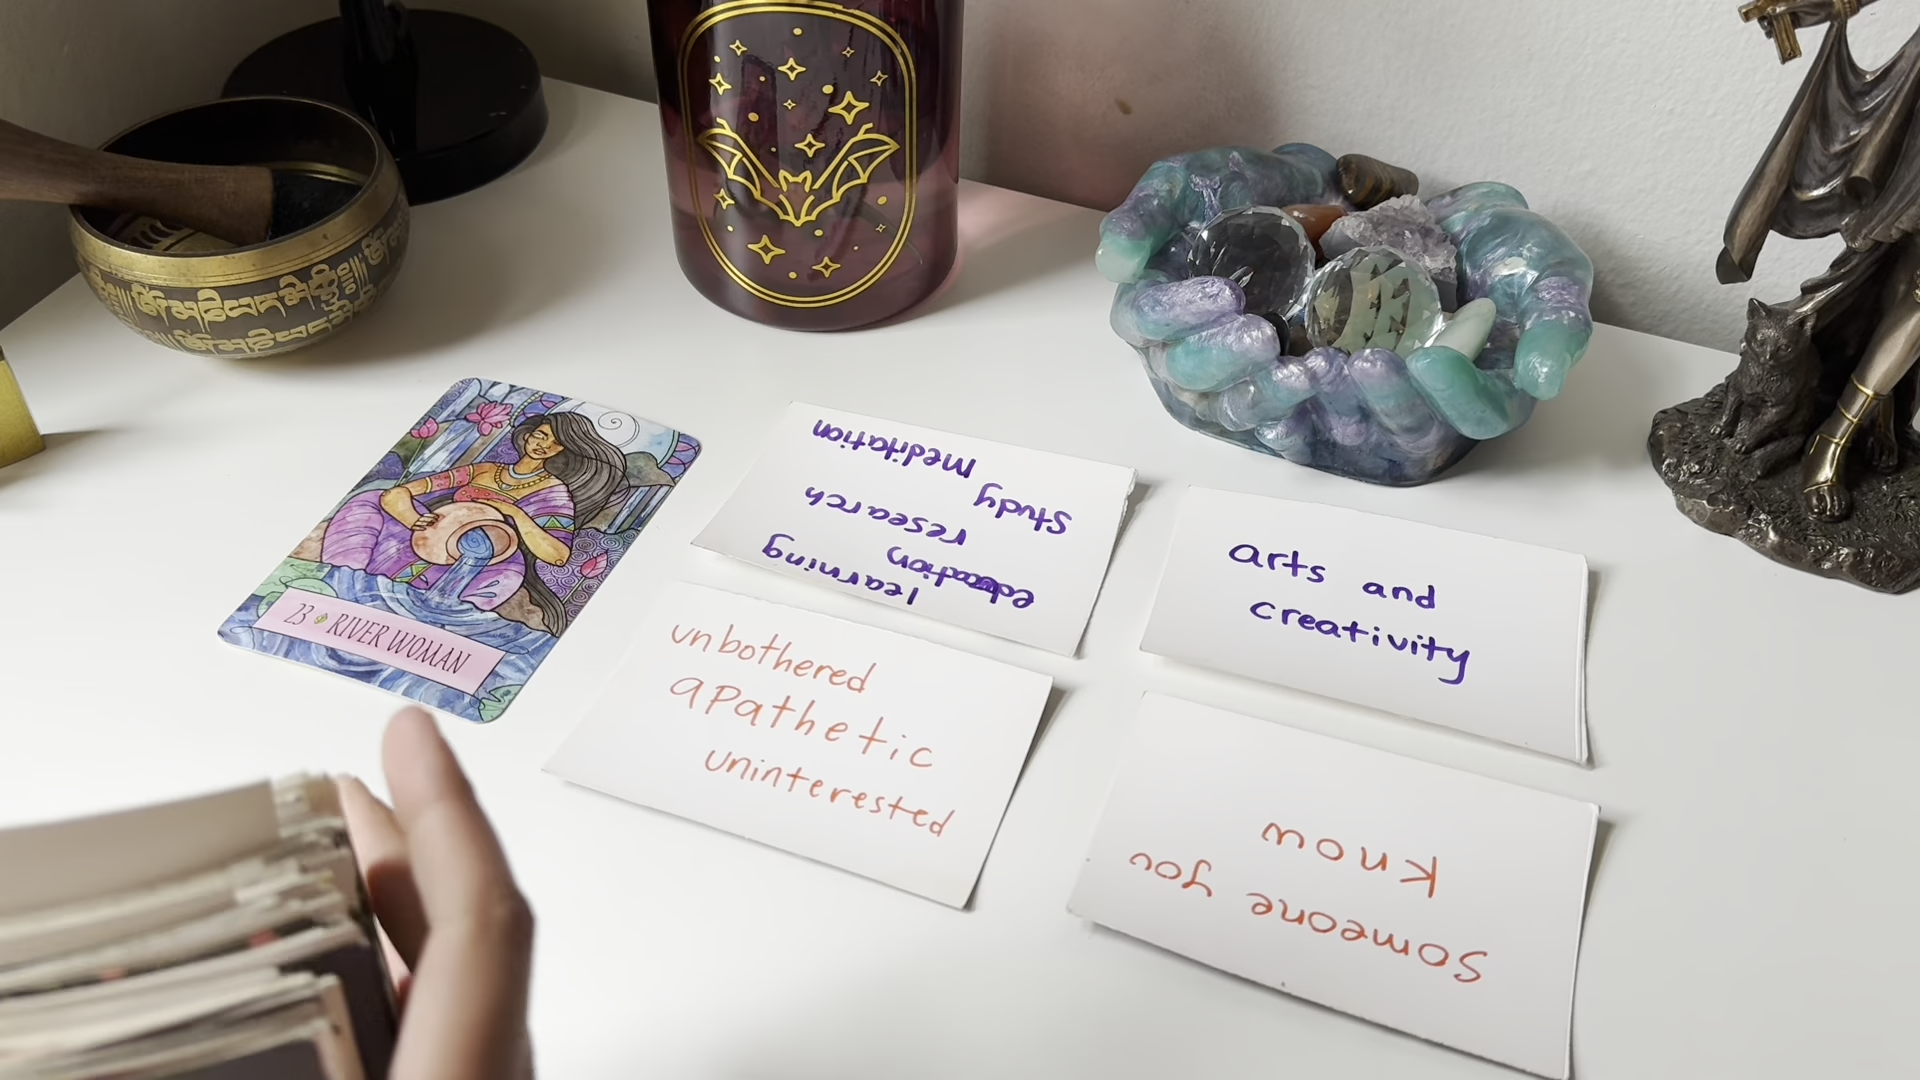 23 RIVER WOMAN
learning
education
research
study
meditation
arts and
creativity
unbothered
apathetic
uninterested
someone you
know